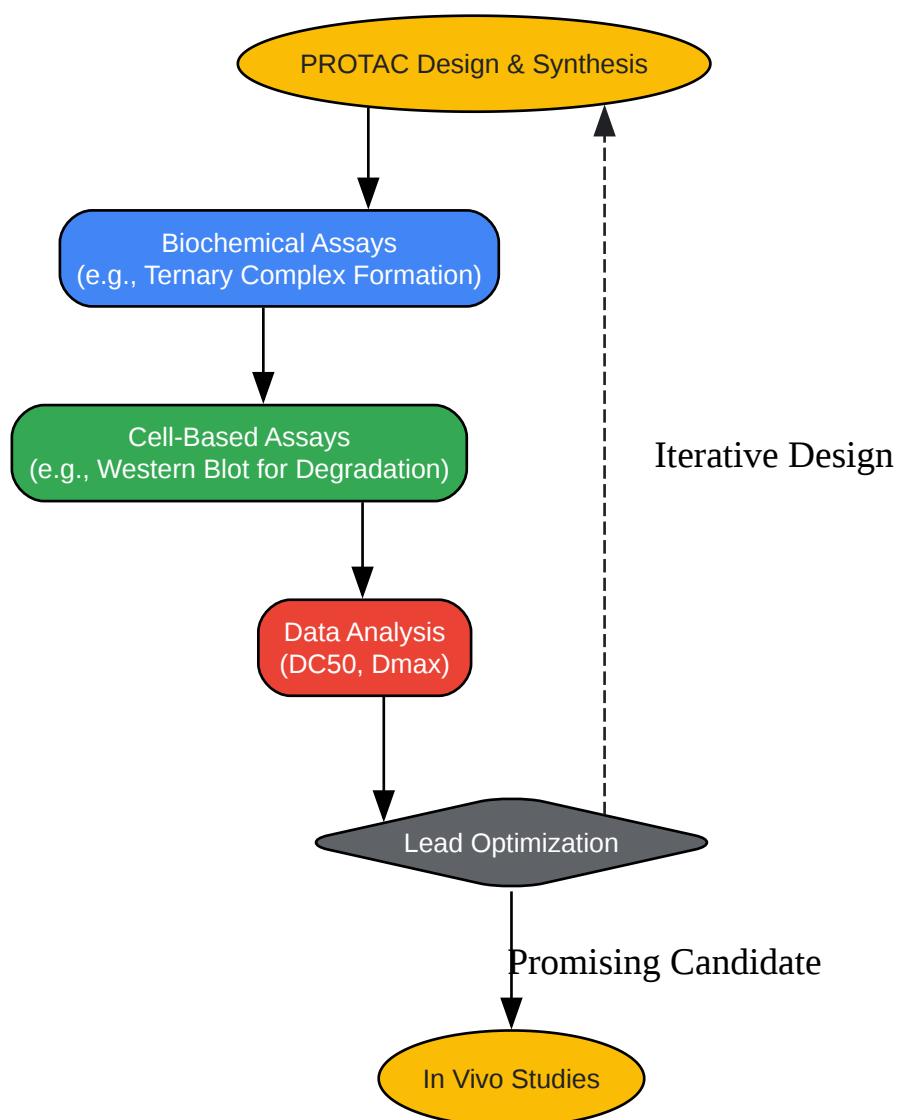 PROTAC Design & Synthesis
Biochemical Assays
(e.g., Ternary Complex Formation)
Cell-Based Assays
(e.g., Western Blot for Degradation)
Iterative Design
Data Analysis
(DC50, Dmax)
Lead Optimization
Promising Candidate
In Vivo Studies